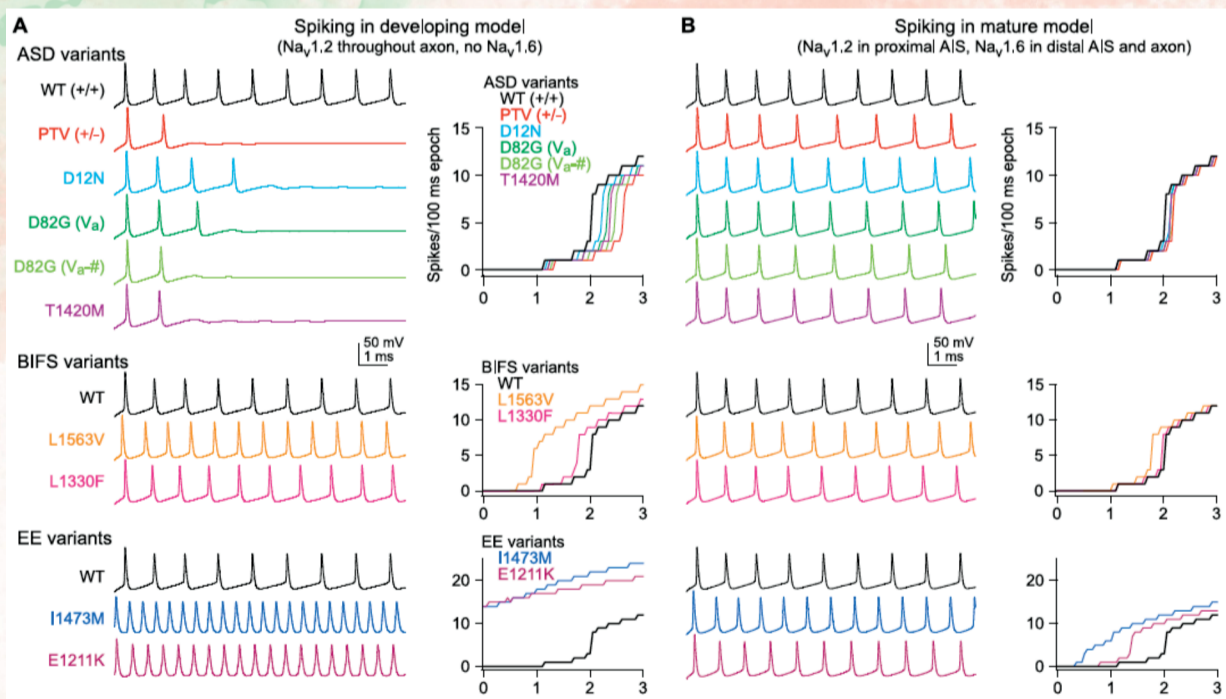 A
Spiking in developing model
(NaV1.2 throughout axon, no NaV1.6)
ASD variants
WT (+/+)
PTV (+/-)
D12N
D82G (Va)
D82G (Va-#)
T1420M
50 mV
1 ms
ASD variants
WT (+/+)
PTV (+/-)
D12N
D82G (Va)
D82G (Va-#)
T1420M
Spikes/100 ms epoch
15
10
5
0
0 1 2 3
BIFS variants
WT
L1563V
L1330F
BIFS variants
WT
L1563V
L1330F
15
10
5
0
0 1 2 3
EE variants
WT
I1473M
E1211K
EE variants
I1473M
E1211K
20
10
0
0 1 2 3
B
Spiking in mature model
(NaV1.2 in proximal AIS, NaV1.6 in distal AIS and axon)
50 mV
1 ms
Spikes/100 ms epoch
15
10
5
0
0 1 2 3
15
10
5
0
0 1 2 3
20
10
0
0 1 2 3